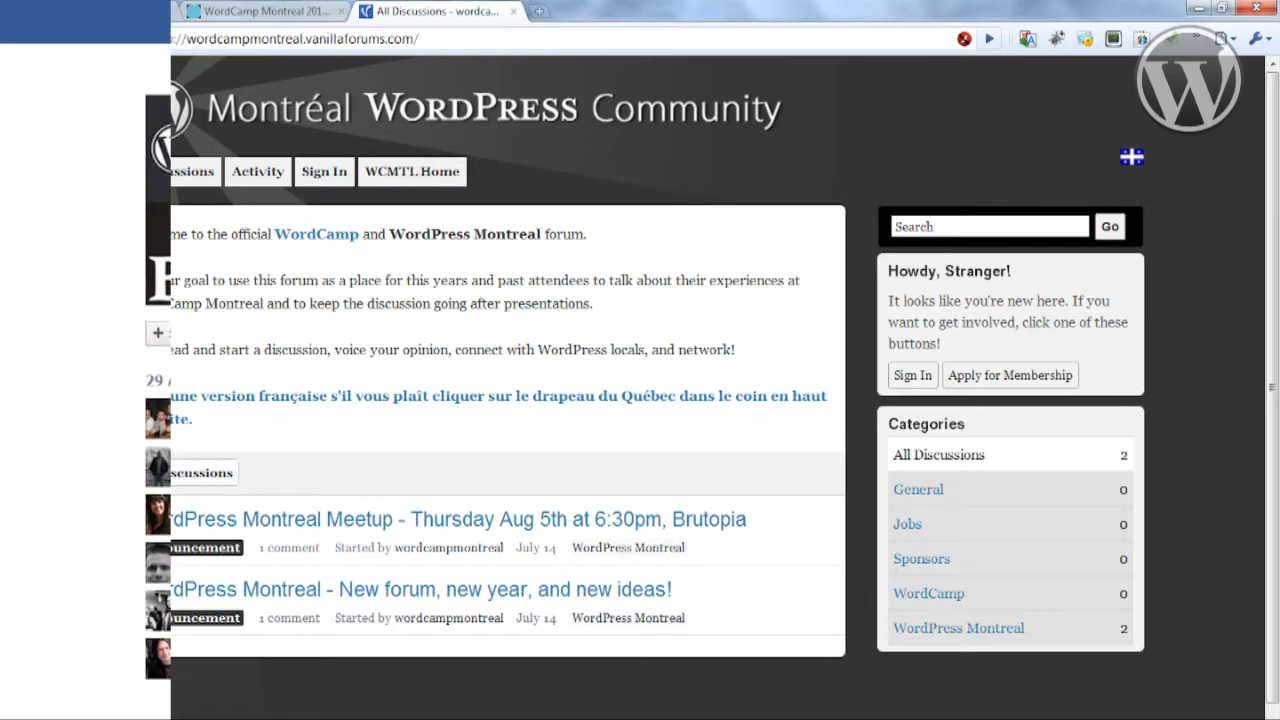 WordCamp Montreal 201...
All Discussions - wordca...
://wordcampmontreal.vanillaforums.com/
Montréal WORDPRESS Community
ssions
Activity
Sign In
WCMTL Home
me to the official WordCamp and WordPress Montreal forum.
ur goal to use this forum as a place for this years and past attendees to talk about their experiences at
Camp Montreal and to keep the discussion going after presentations.
ead and start a discussion, voice your opinion, connect with WordPress locals, and network!
une version française s'il vous plaît cliquer sur le drapeau du Québec dans le coin en haut
ite.
scussions
rdPress Montreal Meetup - Thursday Aug 5th at 6:30pm, Brutopia
ouncement 1 comment Started by wordcampmontreal July 14 WordPress Montreal
rdPress Montreal - New forum, new year, and new ideas!
ouncement 1 comment Started by wordcampmontreal July 14 WordPress Montreal
Search
Go
Howdy, Stranger!
It looks like you're new here. If you
want to get involved, click one of these
buttons!
Sign In
Apply for Membership
Categories
All Discussions 2
General 0
Jobs 0
Sponsors 0
WordCamp 0
WordPress Montreal 2
29